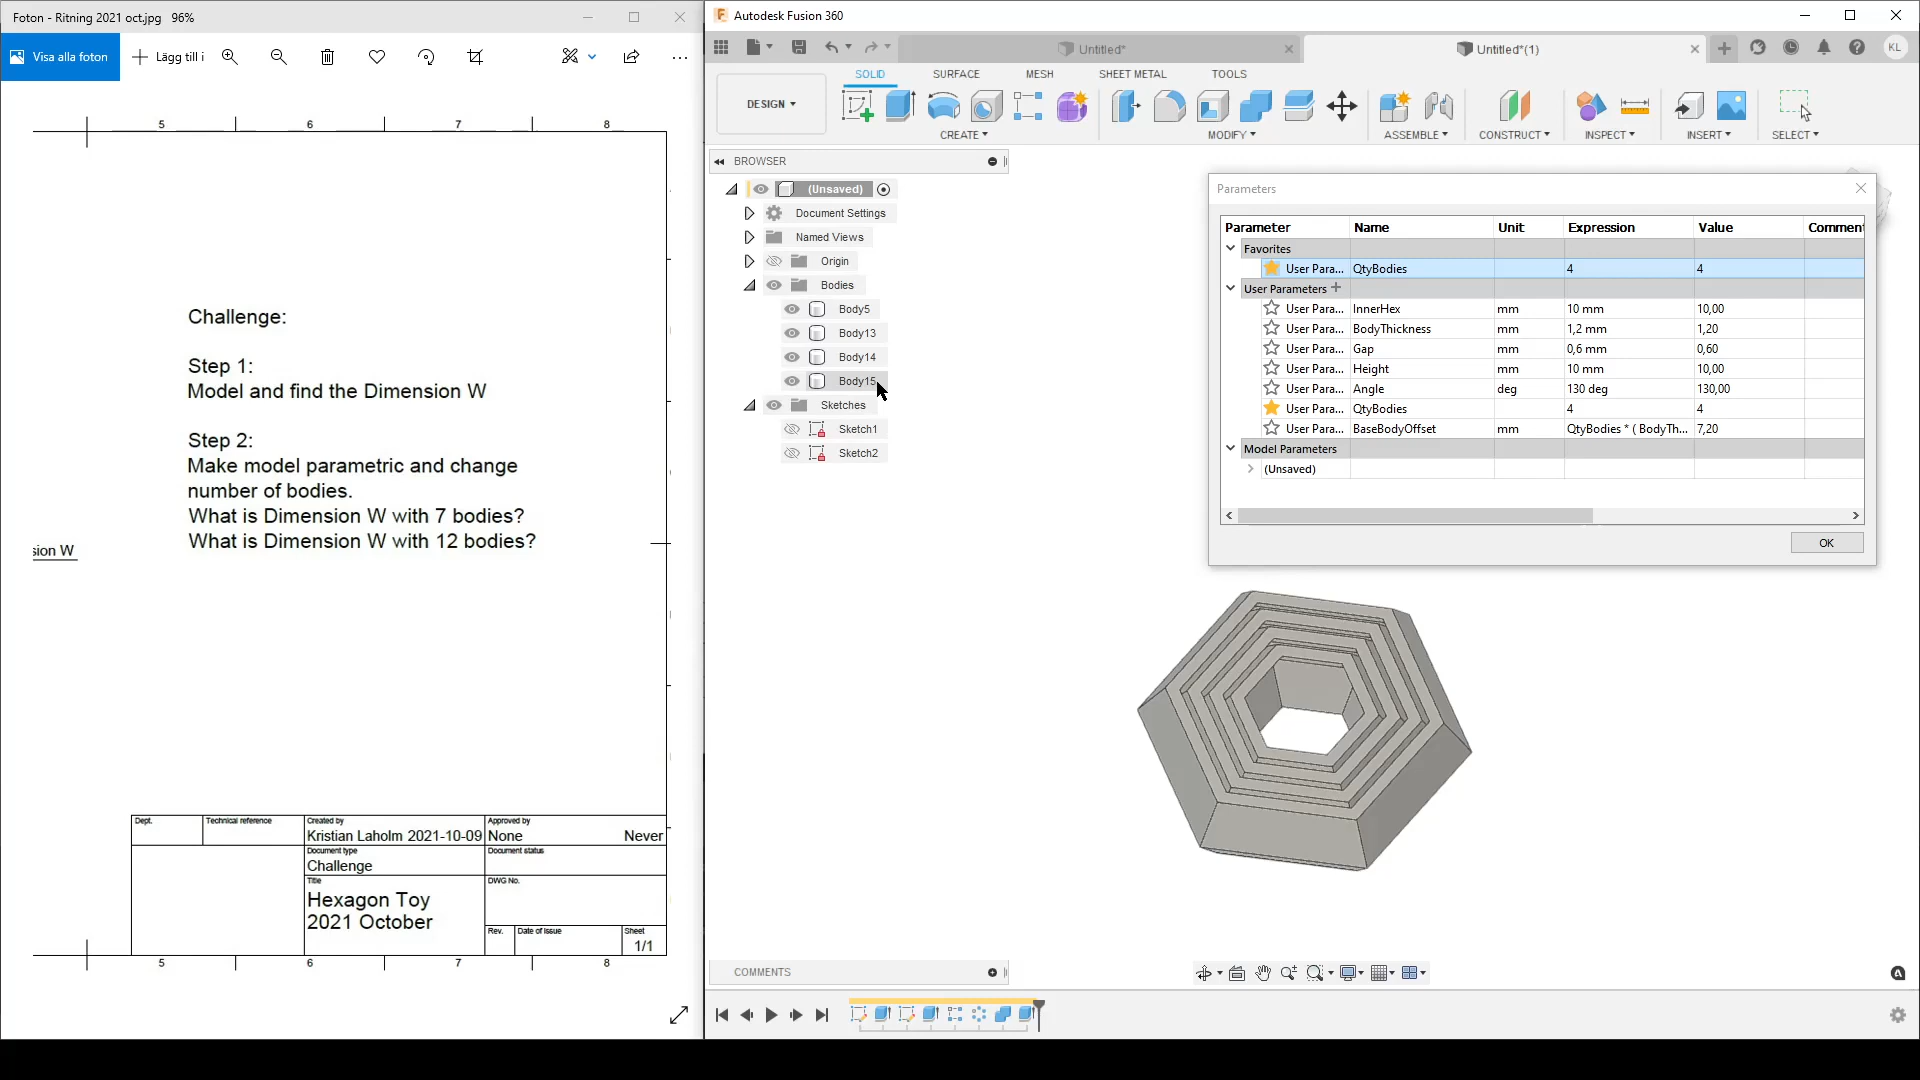 Foton - Ritning 2021 oct.jpg 96%
Visa alla foton
Lägg till i
5 6 7 8
Challenge:
Step 1:
Model and find the Dimension W
Step 2:
Make model parametric and change
number of bodies.
What is Dimension W with 7 bodies?
What is Dimension W with 12 bodies?
sion W
Dept.
Technical reference
Created by
Approved by
Kristian Laholm 2021-10-09
None
Never
Document type
Document status
Challenge
Title
DWG No.
Hexagon Toy
2021 October
Rev.
Date of issue
Sheet
1/1
5 6 7 8
Autodesk Fusion 360
Untitled*
Untitled*(1)
KL
DESIGN
SOLID
SURFACE
MESH
SHEET METAL
TOOLS
CREATE
MODIFY
ASSEMBLE
CONSTRUCT
INSPECT
INSERT
SELECT
BROWSER
(Unsaved)
Document Settings
Named Views
Origin
Bodies
Body5
Body13
Body14
Body15
Sketches
Sketch1
Sketch2
Parameters
Parameter Name Unit Expression Value Commen
Favorites
User Para... QtyBodies 4 4
User Parameters
User Para... InnerHex mm 10 mm 10,00
User Para... BodyThickness mm 1,2 mm 1,20
User Para... Gap mm 0,6 mm 0,60
User Para... Height mm 10 mm 10,00
User Para... Angle deg 130 deg 130,00
User Para... QtyBodies 4 4
User Para... BaseBodyOffset mm QtyBodies * ( BodyTh... 7,20
Model Parameters
(Unsaved)
OK
COMMENTS